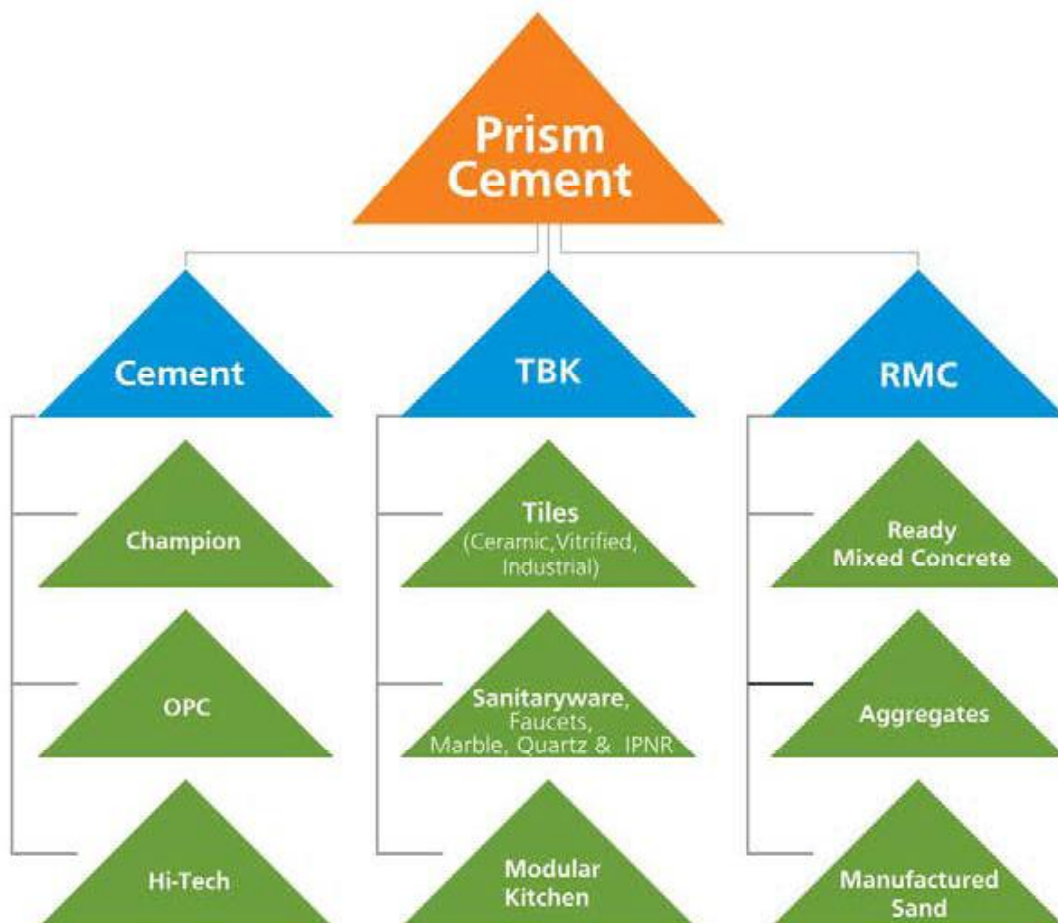 Prism
Cement
Cement
TBK
RMC
Champion
Tiles
(Ceramic,Vitrified,
Industrial)
Ready
Mixed Concrete
OPC
Sanitaryware,
Faucets,
Marble, Quartz & IPNR
Aggregates
Hi-Tech
Modular
Kitchen
Manufactured
Sand